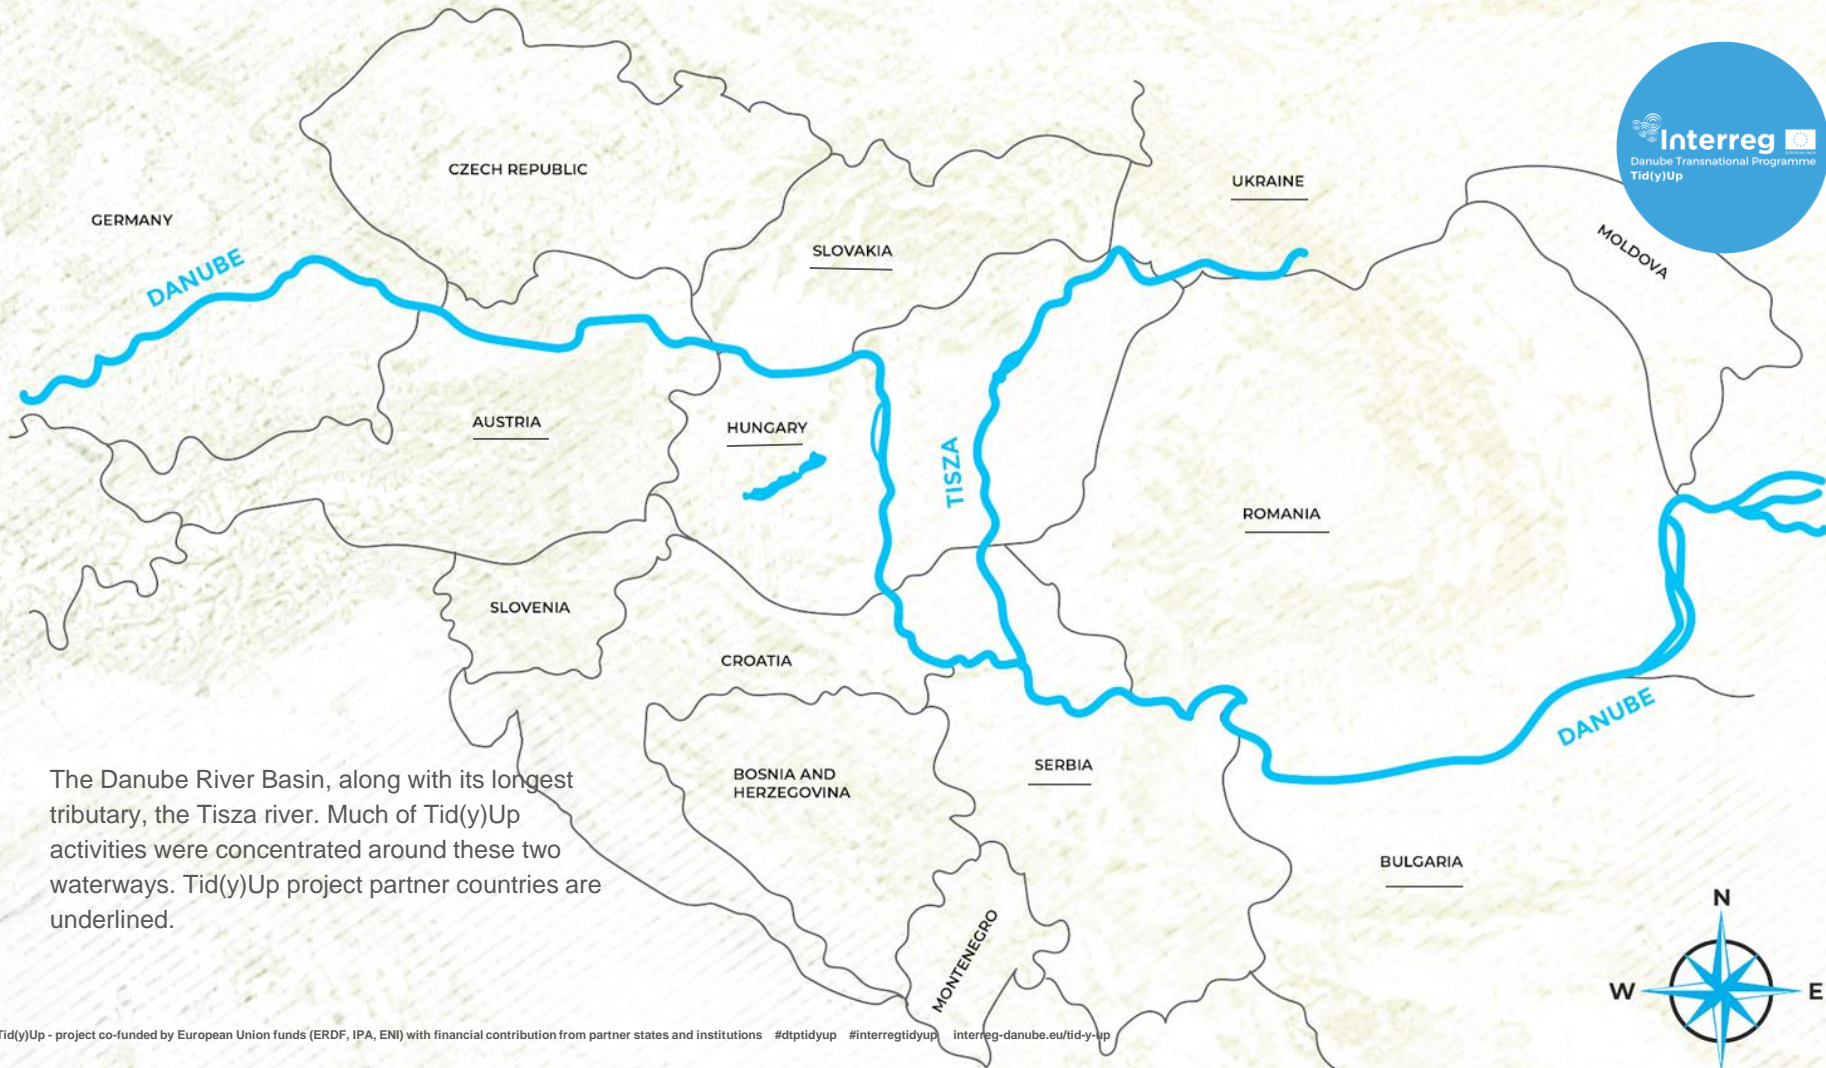 Interreg
EUROPEAN UNION
Danube Transnational Programme
Tid(y)Up
CZECH REPUBLIC
UKRAINE
GERMANY
SLOVAKIA
MOLDOVA
DANUBE
AUSTRIA
HUNGARY
TISZA
ROMANIA
SLOVENIA
CROATIA
DANUBE
SERBIA
BOSNIA AND
HERZEGOVINA
BULGARIA
MONTENEGRO
The Danube River Basin, along with its longest
tributary, the Tisza river. Much of Tid(y)Up
activities were concentrated around these two
waterways. Tid(y)Up project partner countries are
underlined.
N
W
E
Tid(y)Up - project co-funded by European Union funds (ERDF, IPA, ENI) with financial contribution from partner states and institutions #dtptidyup #interregtidyup interreg-danube.eu/tid-y-up